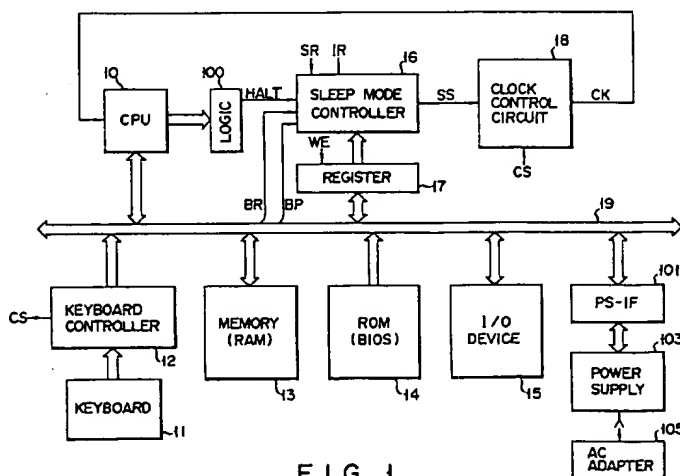 SR IR
10
100
16
18
CPU
LOGIC
HALT
SLEEP MODE
CONTROLLER
SS
CLOCK
CONTROL
CIRCUIT
CK
CS
WE
REGISTER
17
BR
BP
19
CS
KEYBOARD
CONTROLLER
12
KEYBOARD
11
MEMORY
(RAM)
13
ROM
(BIOS)
14
I/O
DEVICE
15
101
PS-IF
103
POWER
SUPPLY
105
AC
ADAPTER
FIG. 1